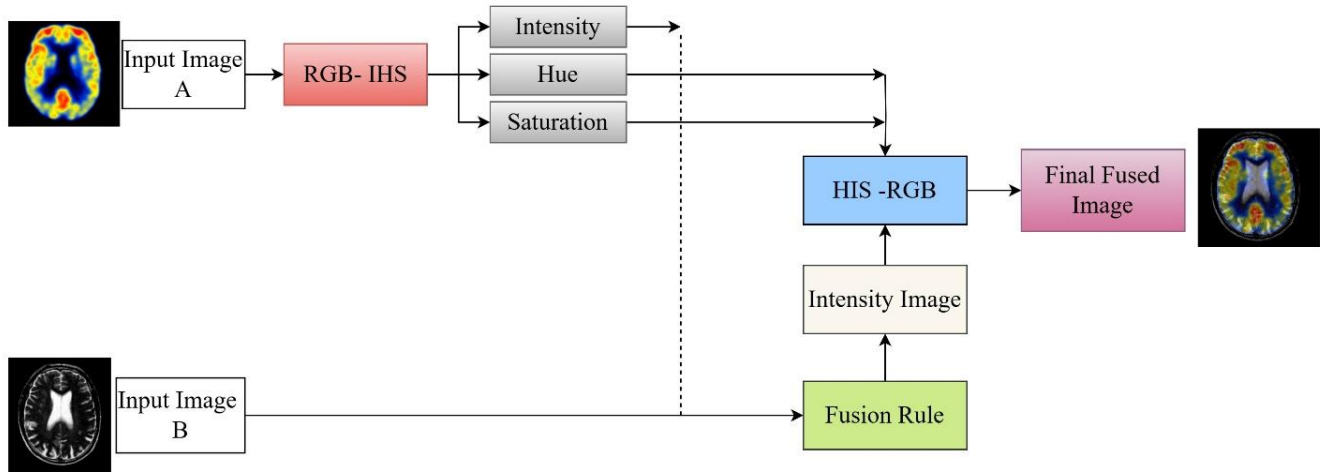 Input Image
A
RGB- IHS
Intensity
Hue
Saturation
HIS -RGB
Final Fused
Image
Intensity Image
Input Image
B
Fusion Rule